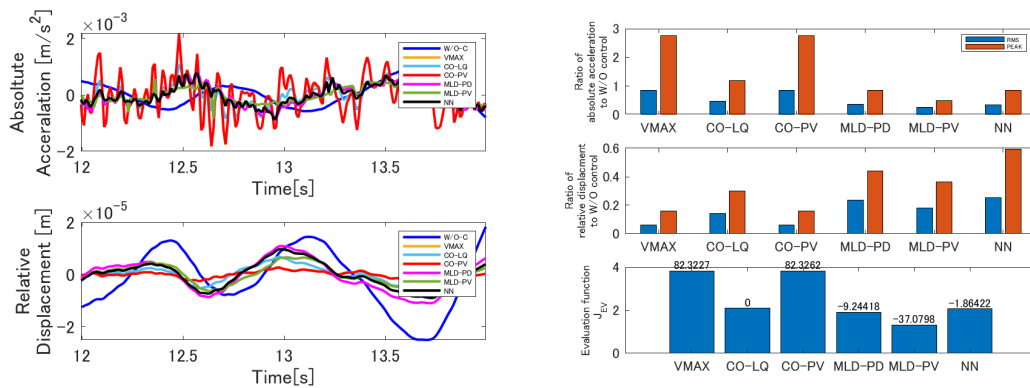 ×10⁻³
2
0
-2
12
12.5
13
13.5
Absolute
Acceralation [m/s²]
Time[s]
W/O-C
VMAX
CO-LQ
CO-PV
MLD-PD
MLD-PV
NN
×10⁻⁵
2
0
-2
12
12.5
13
13.5
Relative
Displacement [m]
Time[s]
W/O-C
VMAX
CO-LQ
CO-PV
MLD-PD
MLD-PV
NN
Ratio of
absolute acceleration
to W/O control
3
2
1
0
RMS
PEAK
VMAX
CO-LQ
CO-PV
MLD-PD
MLD-PV
NN
Ratio of
relative displacment
to W/O control
0.6
0.4
0.2
0
VMAX
CO-LQ
CO-PV
MLD-PD
MLD-PV
NN
Evaluation function
J_EV
4
2
0
82.3227
0
82.3262
-9.24418
-37.0798
-1.86422
VMAX
CO-LQ
CO-PV
MLD-PD
MLD-PV
NN